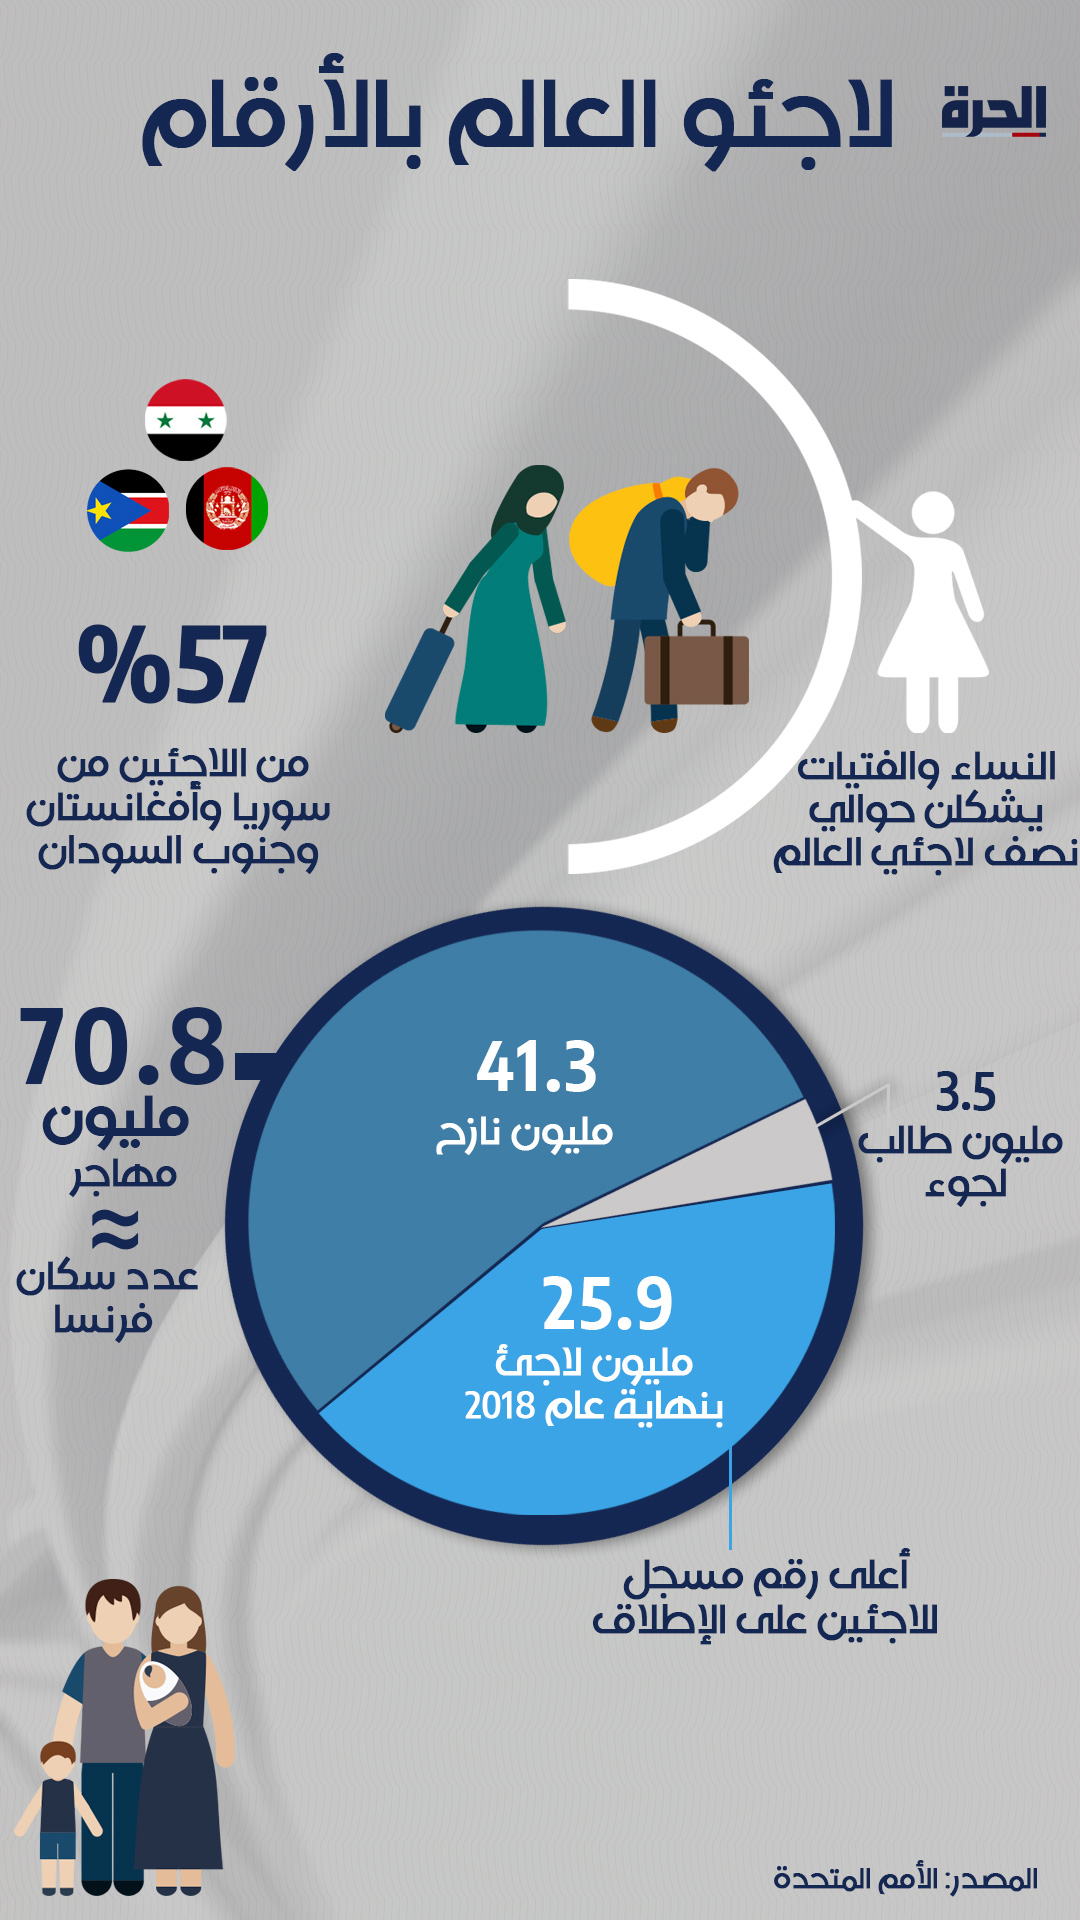 الحرة
لاجئو العالم بالأرقام
%57
من اللاجئين من
سوريا وأفغانستان
وجنوب السودان
النساء والفتيات
يشكلن حوالي
نصف لاجئي العالم
70.8
مليون
مهاجر
≈
عدد سكان
فرنسا
41.3
مليون نازح
3.5
مليون طالب
لجوء
25.9
مليون لاجئ
بنهاية عام 2018
أعلى رقم مسجل
للاجئين على الإطلاق
المصدر: الأمم المتحدة